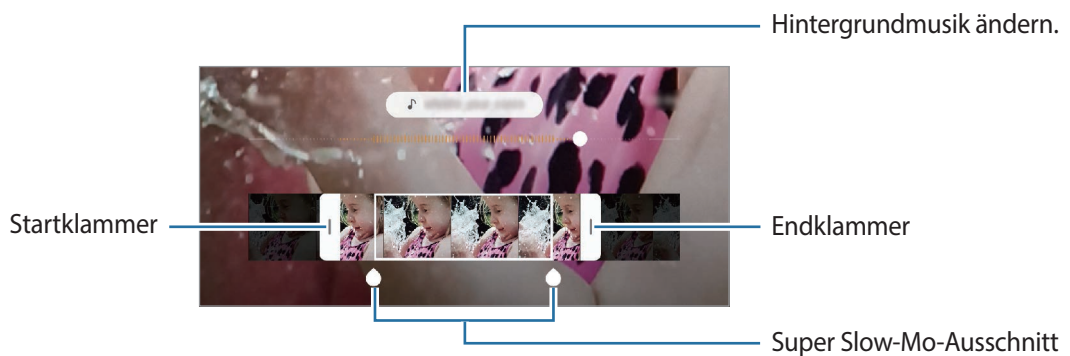 Hintergrundmusik ändern.
Startklammer
Endklammer
Super Slow-Mo-Ausschnitt